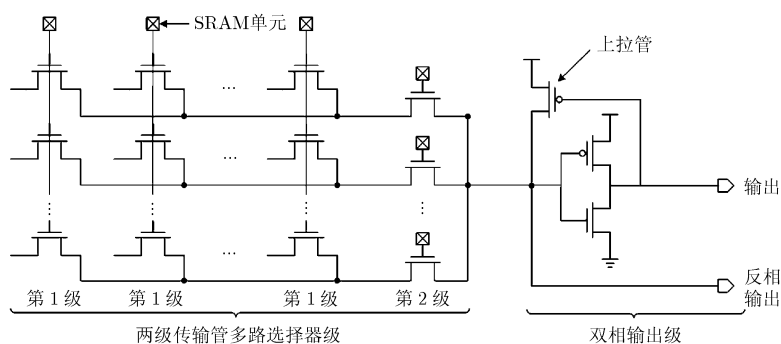 SRAM单元
上拉管
...
...
输出
...
...
...
...
反相
输出
第1级
第1级
第1级
第2级
两级传输管多路选择器级
双相输出级